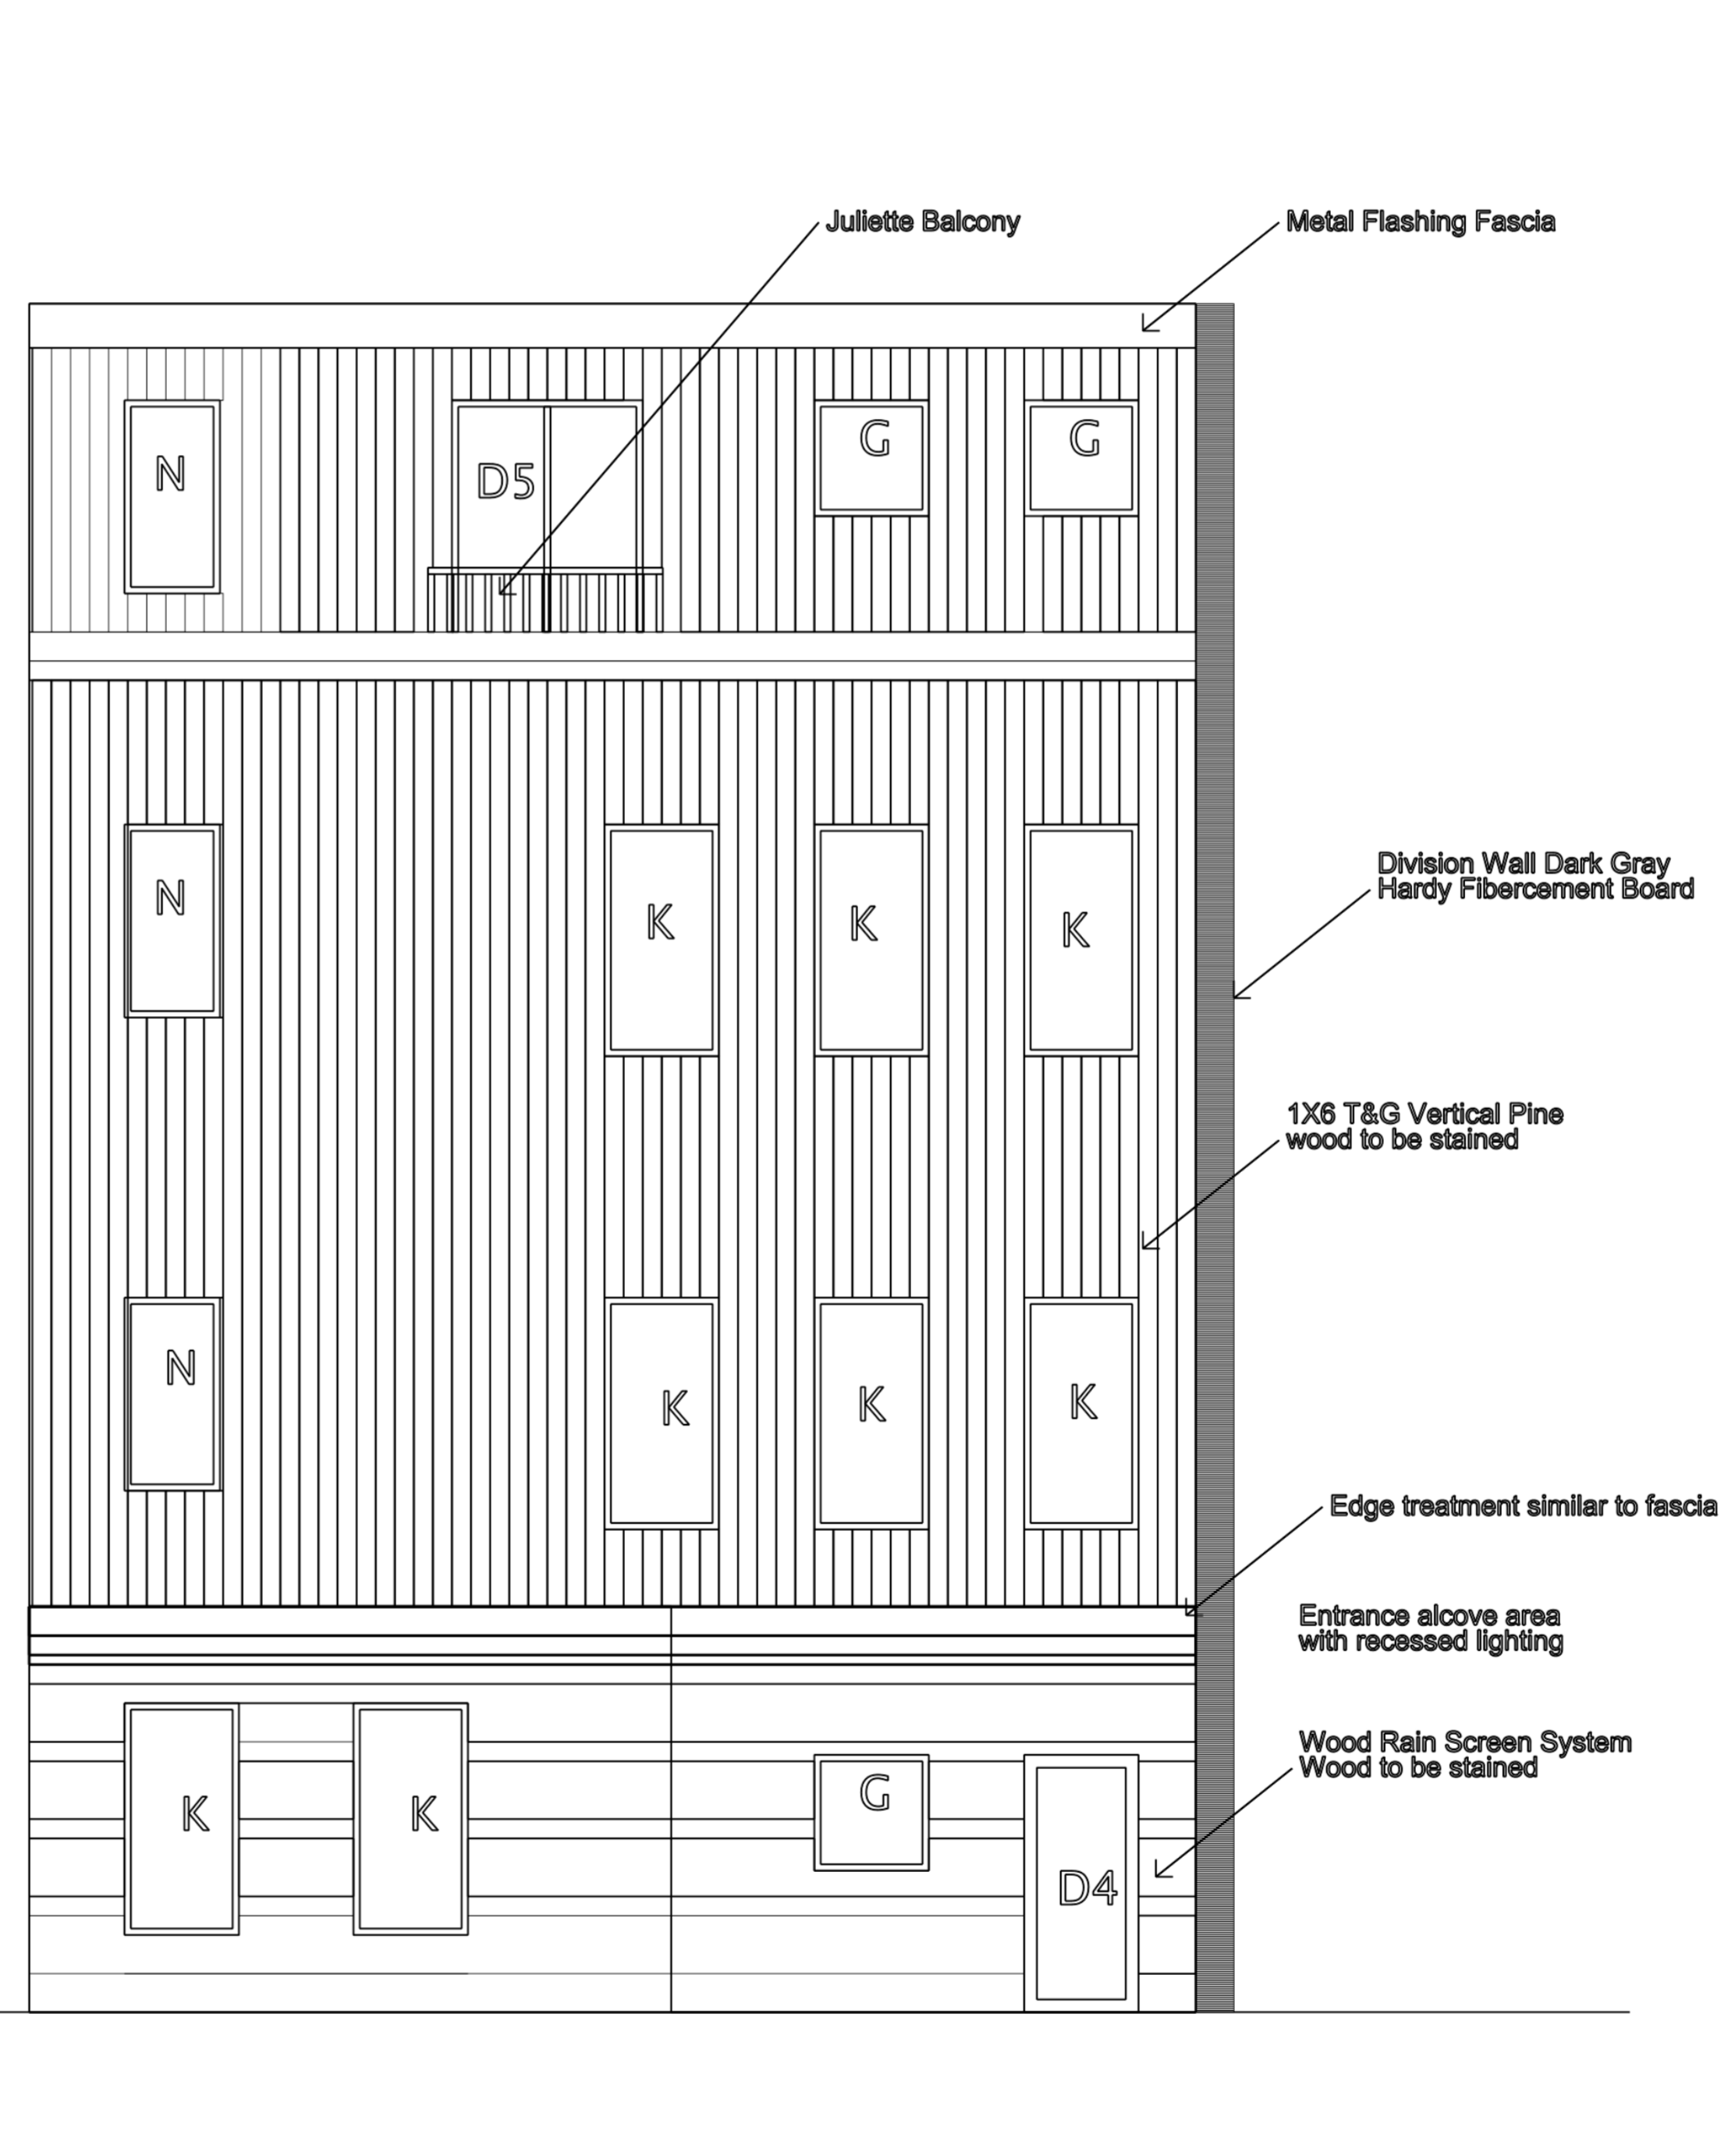 Juliette Balcony
Metal Flashing Fascia
N
D5
G
G
Division Wall Dark Gray
Hardy Fibercement Board
N
K
K
K
1X6 T&G Vertical Pine
wood to be stained
N
K
K
K
Edge treatment similar to fascia
Entrance alcove area
with recessed lighting
Wood Rain Screen System
Wood to be stained
K
K
G
D4